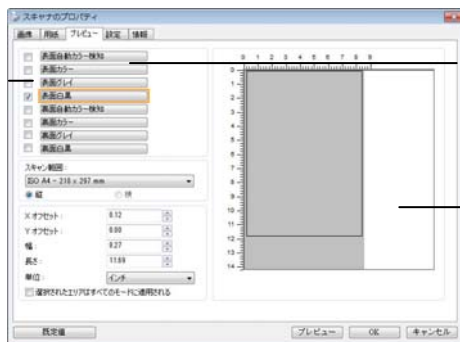 スキャナのプロパティ
画像 用紙 プレビュー 設定 情報
表面自動カラー検知
表面カラー
表面グレイ
表面白黒
裏面自動カラー検知
裏面カラー
裏面グレイ
裏面白黒
スキャン範囲:
ISO A4 - 210 x 297 mm
縦 横
X オフセット: 0.12
Y オフセット: 0.00
幅: 8.27
長さ: 11.69
単位: インチ
選択されたエリアはすべてのモードに適用される
0 1 2 3 4 5 6 7 8 9
0
1
2
3
4
5
6
7
8
9
10
11
12
13
14
既定値 プレビュー OK キャンセル